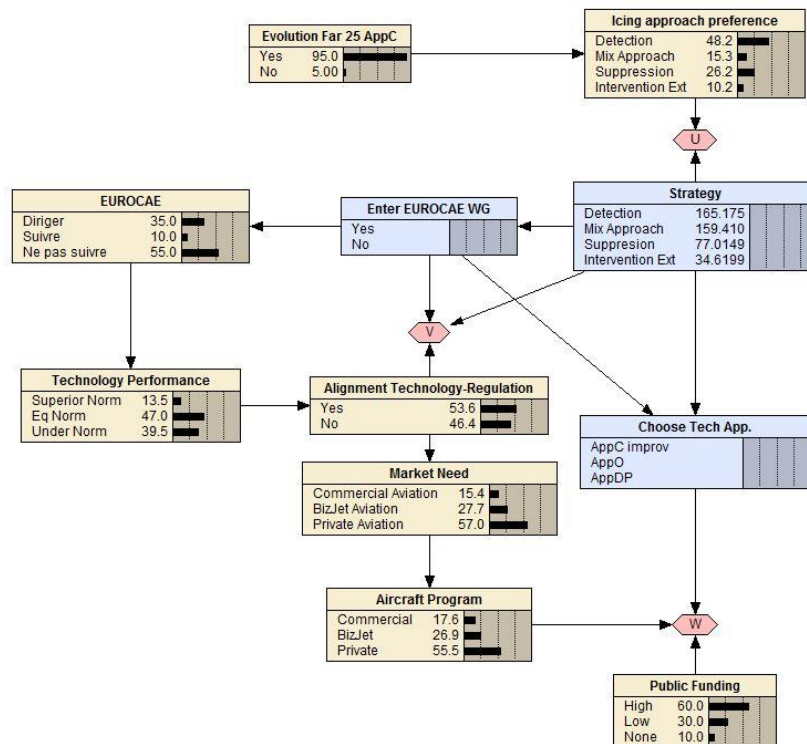 Icing approach preference
Detection 48.2
Mix Approach 15.3
Suppression 26.2
Intervention Ext 10.2
Evolution Far 25 AppC
Yes 95.0
No 5.00
U
EUROCAE
Diriger 35.0
Suivre 10.0
Ne pas suivre 55.0
Enter EUROCAE WG
Yes
No
Strategy
Detection 165.175
Mix Approach 159.410
Suppresion 77.0149
Intervention Ext 34.6199
V
Technology Performance
Superior Norm 13.5
Eq Norm 47.0
Under Norm 39.5
Alignment Technology-Regulation
Yes 53.6
No 46.4
Choose Tech App.
AppC improv
AppO
AppDP
Market Need
Commercial Aviation 15.4
BizJet Aviation 27.7
Private Aviation 57.0
Aircraft Program
Commercial 17.6
BizJet 26.9
Private 55.5
W
Public Funding
High 60.0
Low 30.0
None 10.0